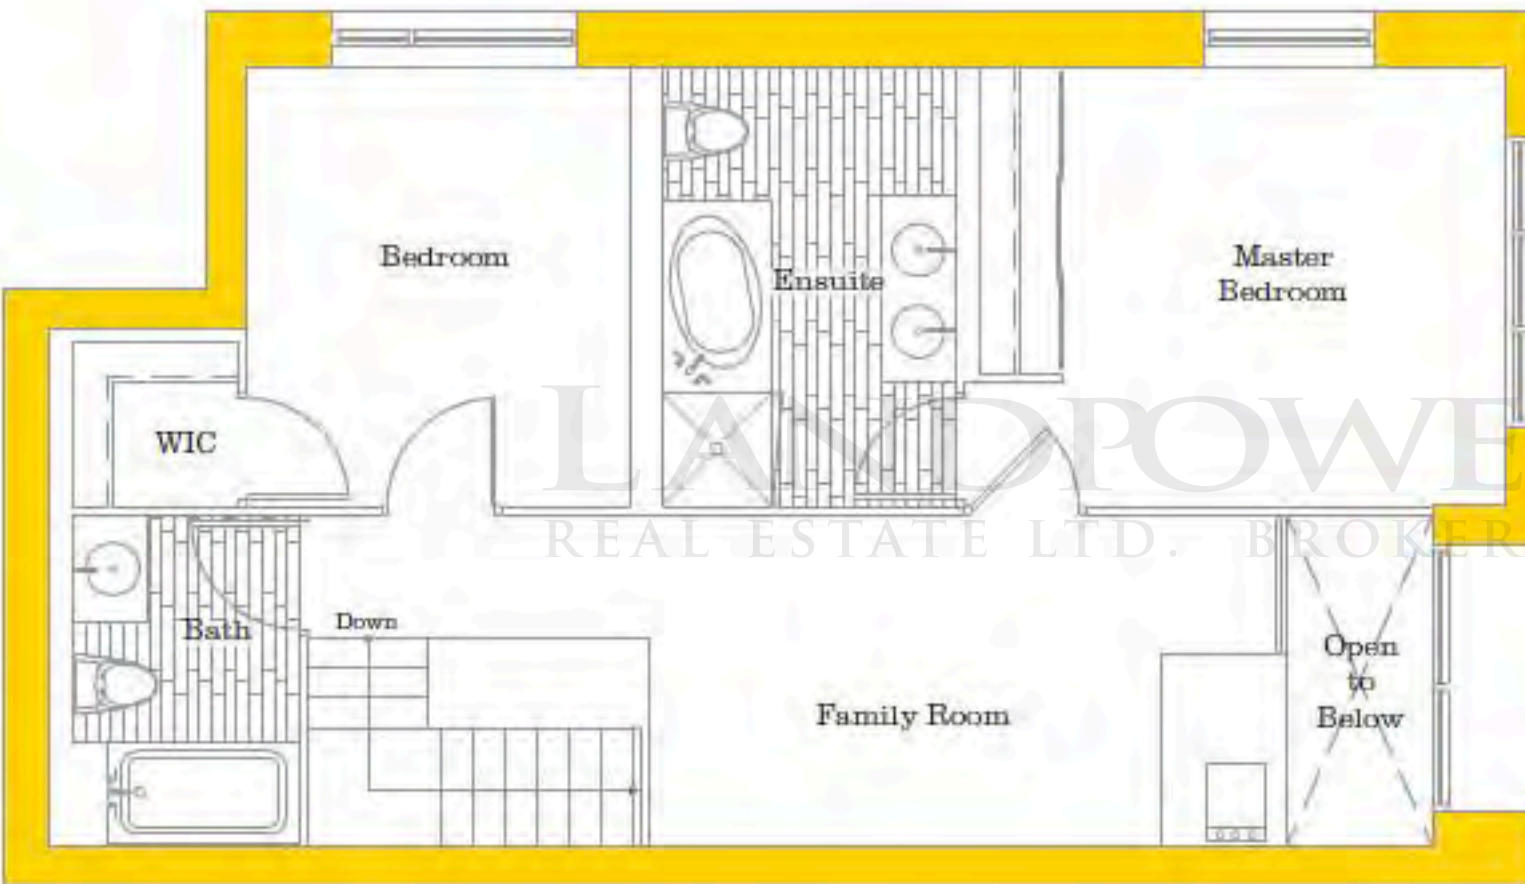 Bedroom
Ensuite
Master
Bedroom
WIC
LANDPOWE
REAL ESTATE LTD. BROKER
Bath
Down
Family Room
Open
to
Below